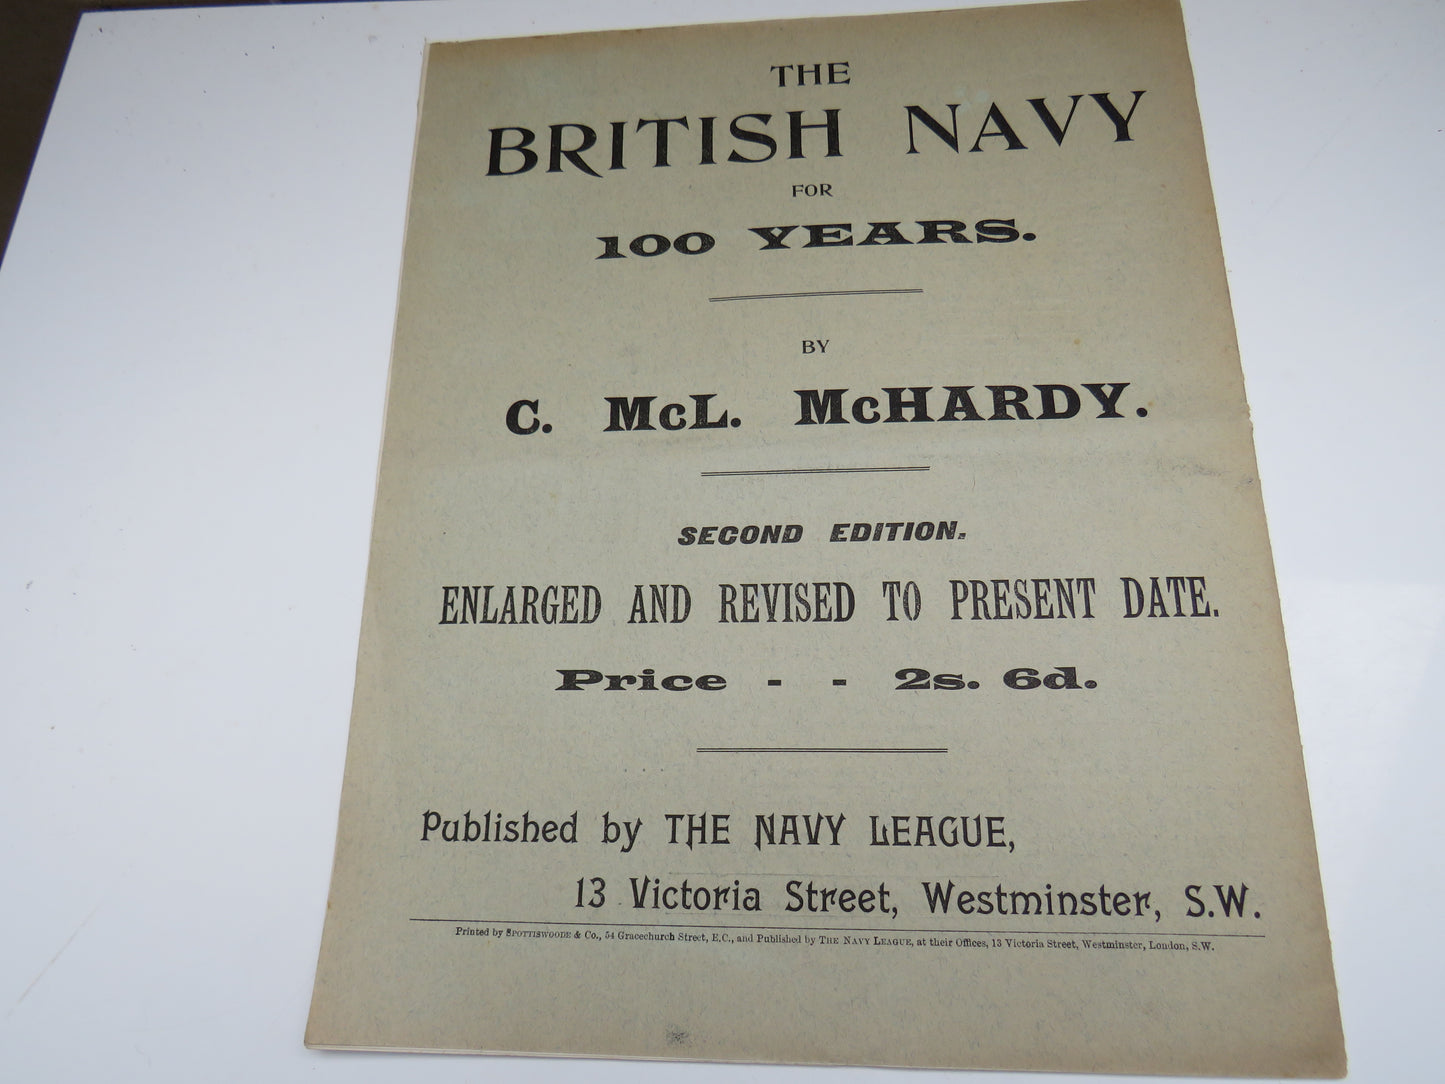 THE
BRITISH NAVY
FOR
100 YEARS.
BY
C. McL. McHARDY.
SECOND EDITION.
ENLARGED AND REVISED TO PRESENT DATE.
Price - - 2s. 6d.
Published by THE NAVY LEAGUE,
13 Victoria Street, Westminster, S.W.
Printed by SPOTTISWOODE & Co., 54 Gracechurch Street, E.C., and Published by THE NAVY LEAGUE, at their Offices, 13 Victoria Street, Westminster, London, S.W.